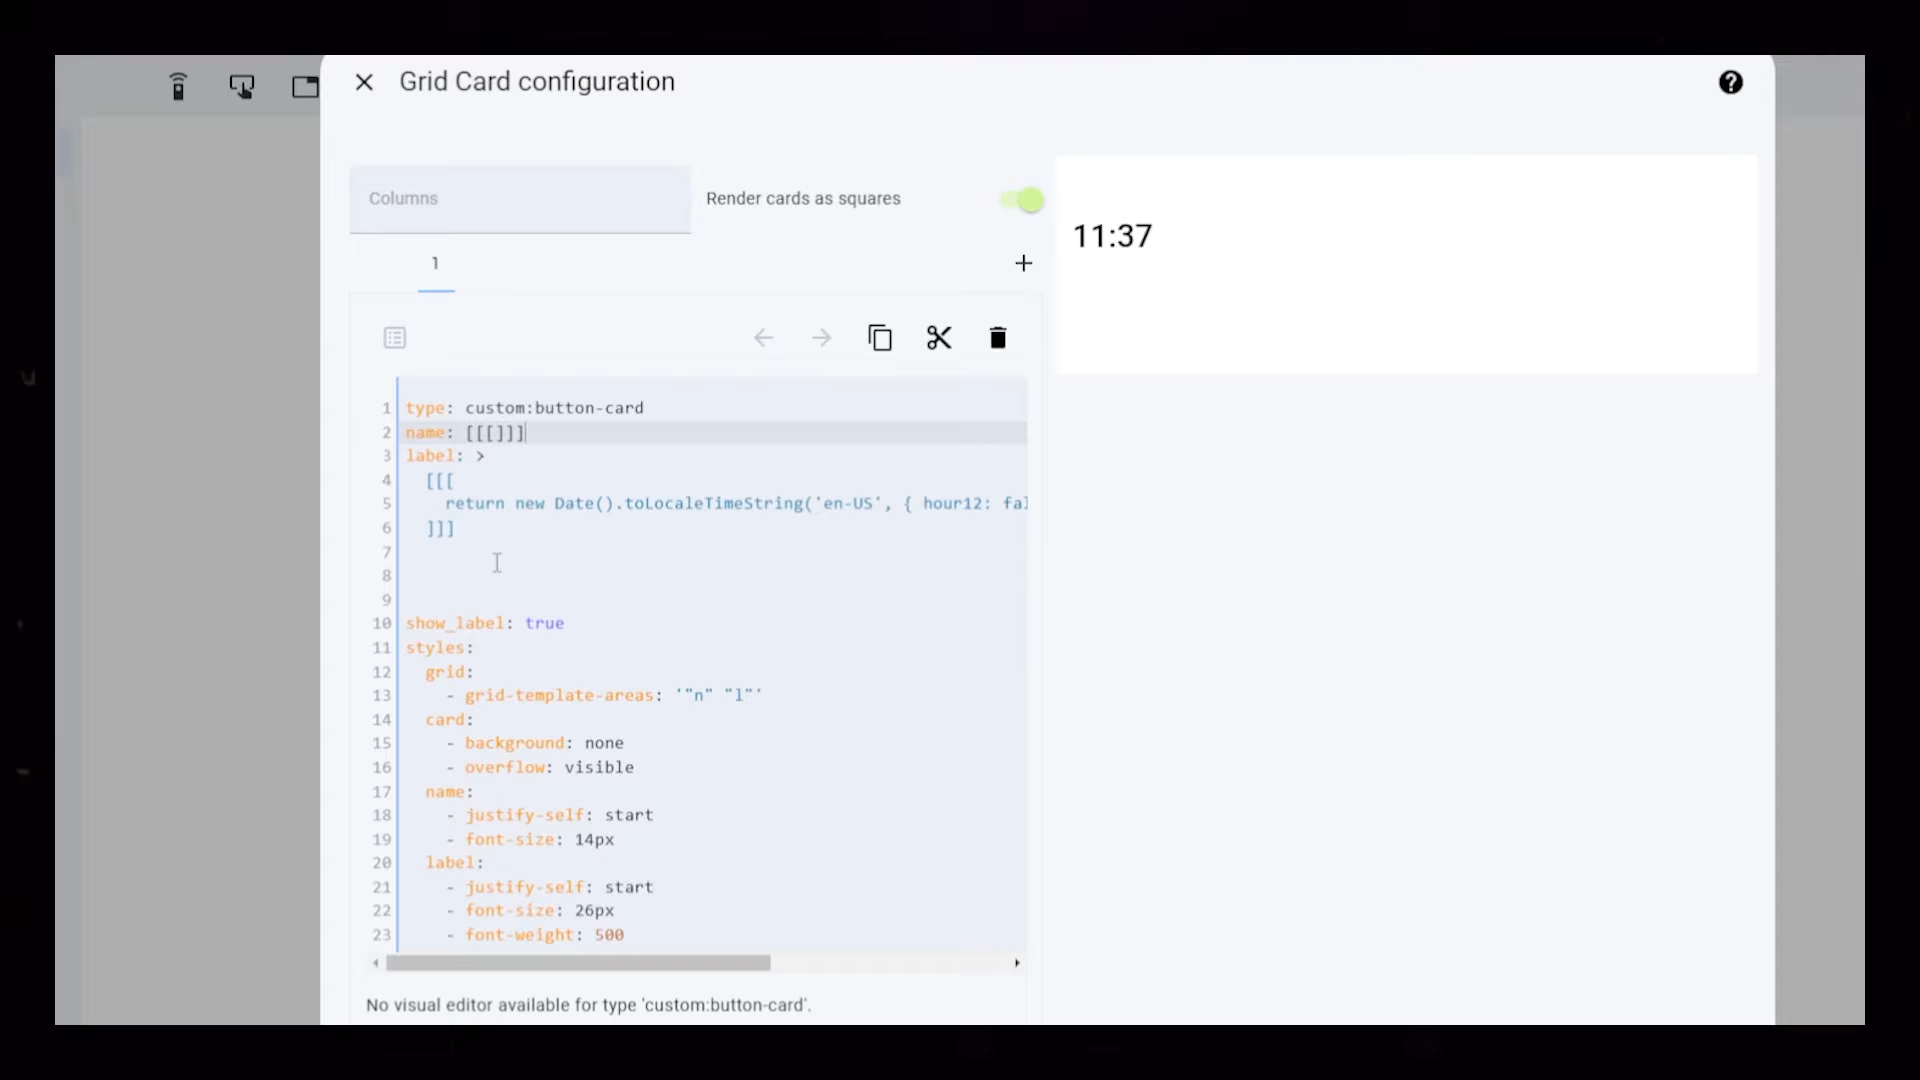 Grid Card configuration
Columns
Render cards as squares
11:37
1
1 type: custom:button-card
2 name: [[[]]]
3 label: >
4 [[[
5 return new Date().toLocaleTimeString('en-US', { hour12: fal
6 ]]]
7
8
9
10 show_label: true
11 styles:
12 grid:
13 - grid-template-areas: '"n" "l"'
14 card:
15 - background: none
16 - overflow: visible
17 name:
18 - justify-self: start
19 - font-size: 14px
20 label:
21 - justify-self: start
22 - font-size: 26px
23 - font-weight: 500
No visual editor available for type 'custom:button-card'.